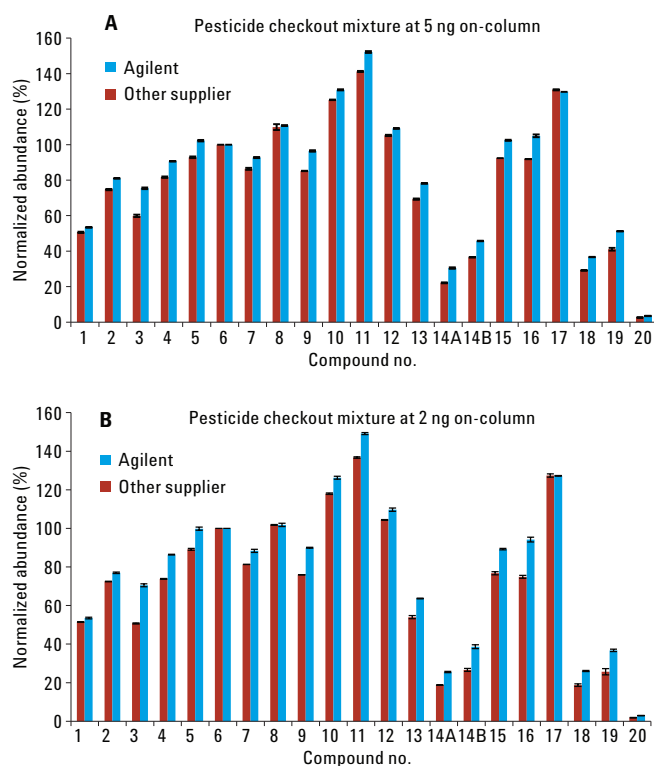 A Pesticide checkout mixture at 5 ng on-column
Agilent
Other supplier
Normalized abundance (%)
160
140
120
100
80
60
40
20
0
1 2 3 4 5 6 7 8 9 10 11 12 13 14A 14B 15 16 17 18 19 20
Compound no.
B Pesticide checkout mixture at 2 ng on-column
Agilent
Other supplier
Normalized abundance (%)
160
140
120
100
80
60
40
20
0
1 2 3 4 5 6 7 8 9 10 11 12 13 14A 14B 15 16 17 18 19 20
Compound no.